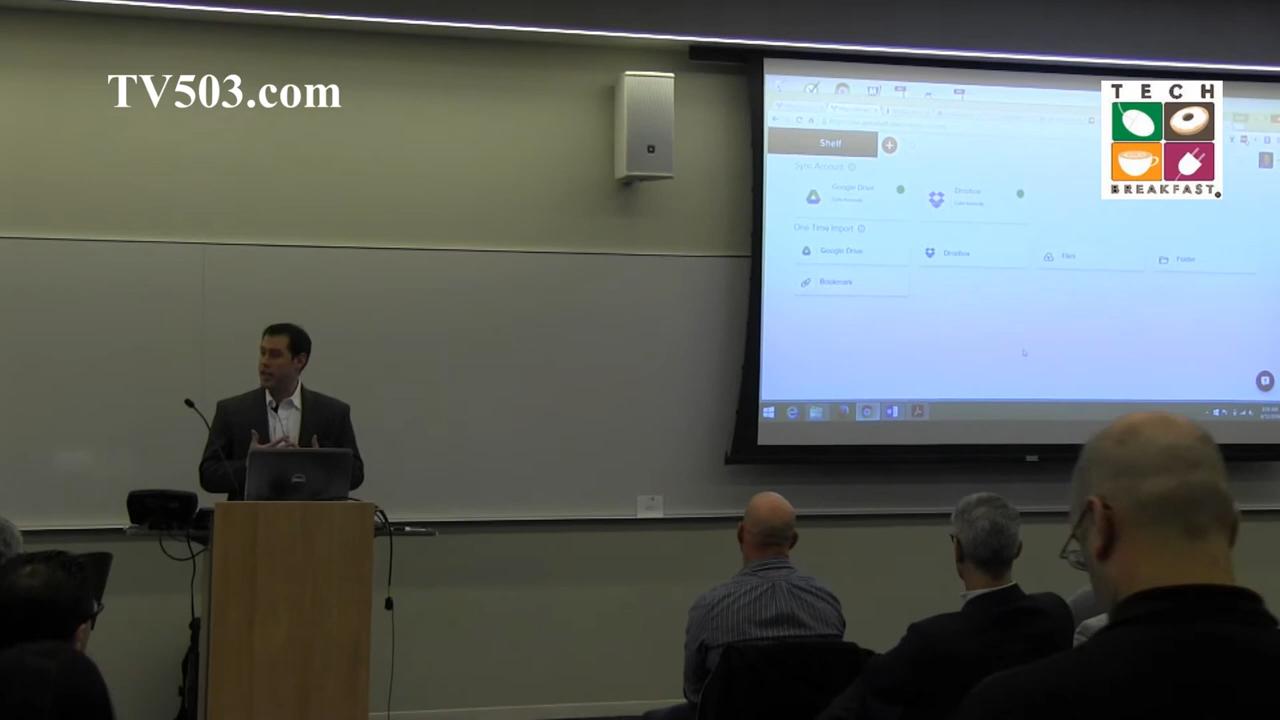 TV503.com
TECH
BREAKFAST.
Shelf
Sync Account
Google Drive
Dropbox
One Time Import
Google Drive
Dropbox
Files
Folder
Bookmark
DELL